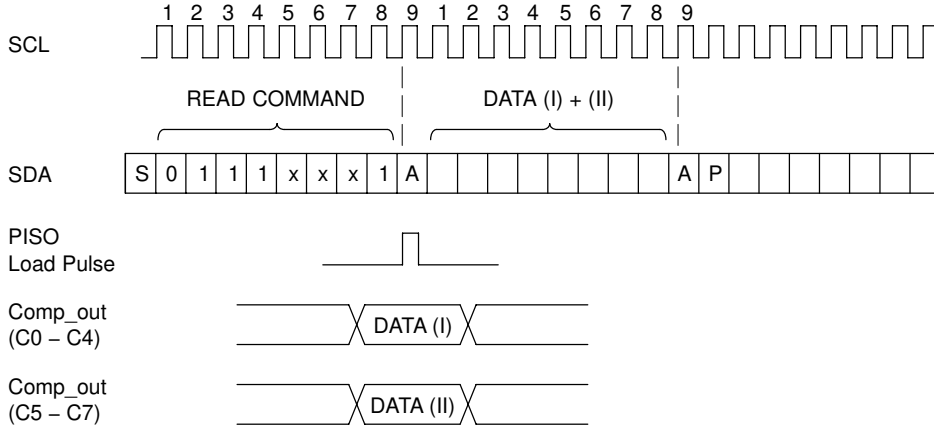 1 2 3 4 5 6 7 8 9 1 2 3 4 5 6 7 8 9
SCL
READ COMMAND DATA (I) + (II)
SDA S 0 1 1 1 x x x 1 A A P
PISO
Load Pulse
Comp_out
(C0 – C4)
DATA (I)
Comp_out
(C5 – C7)
DATA (II)